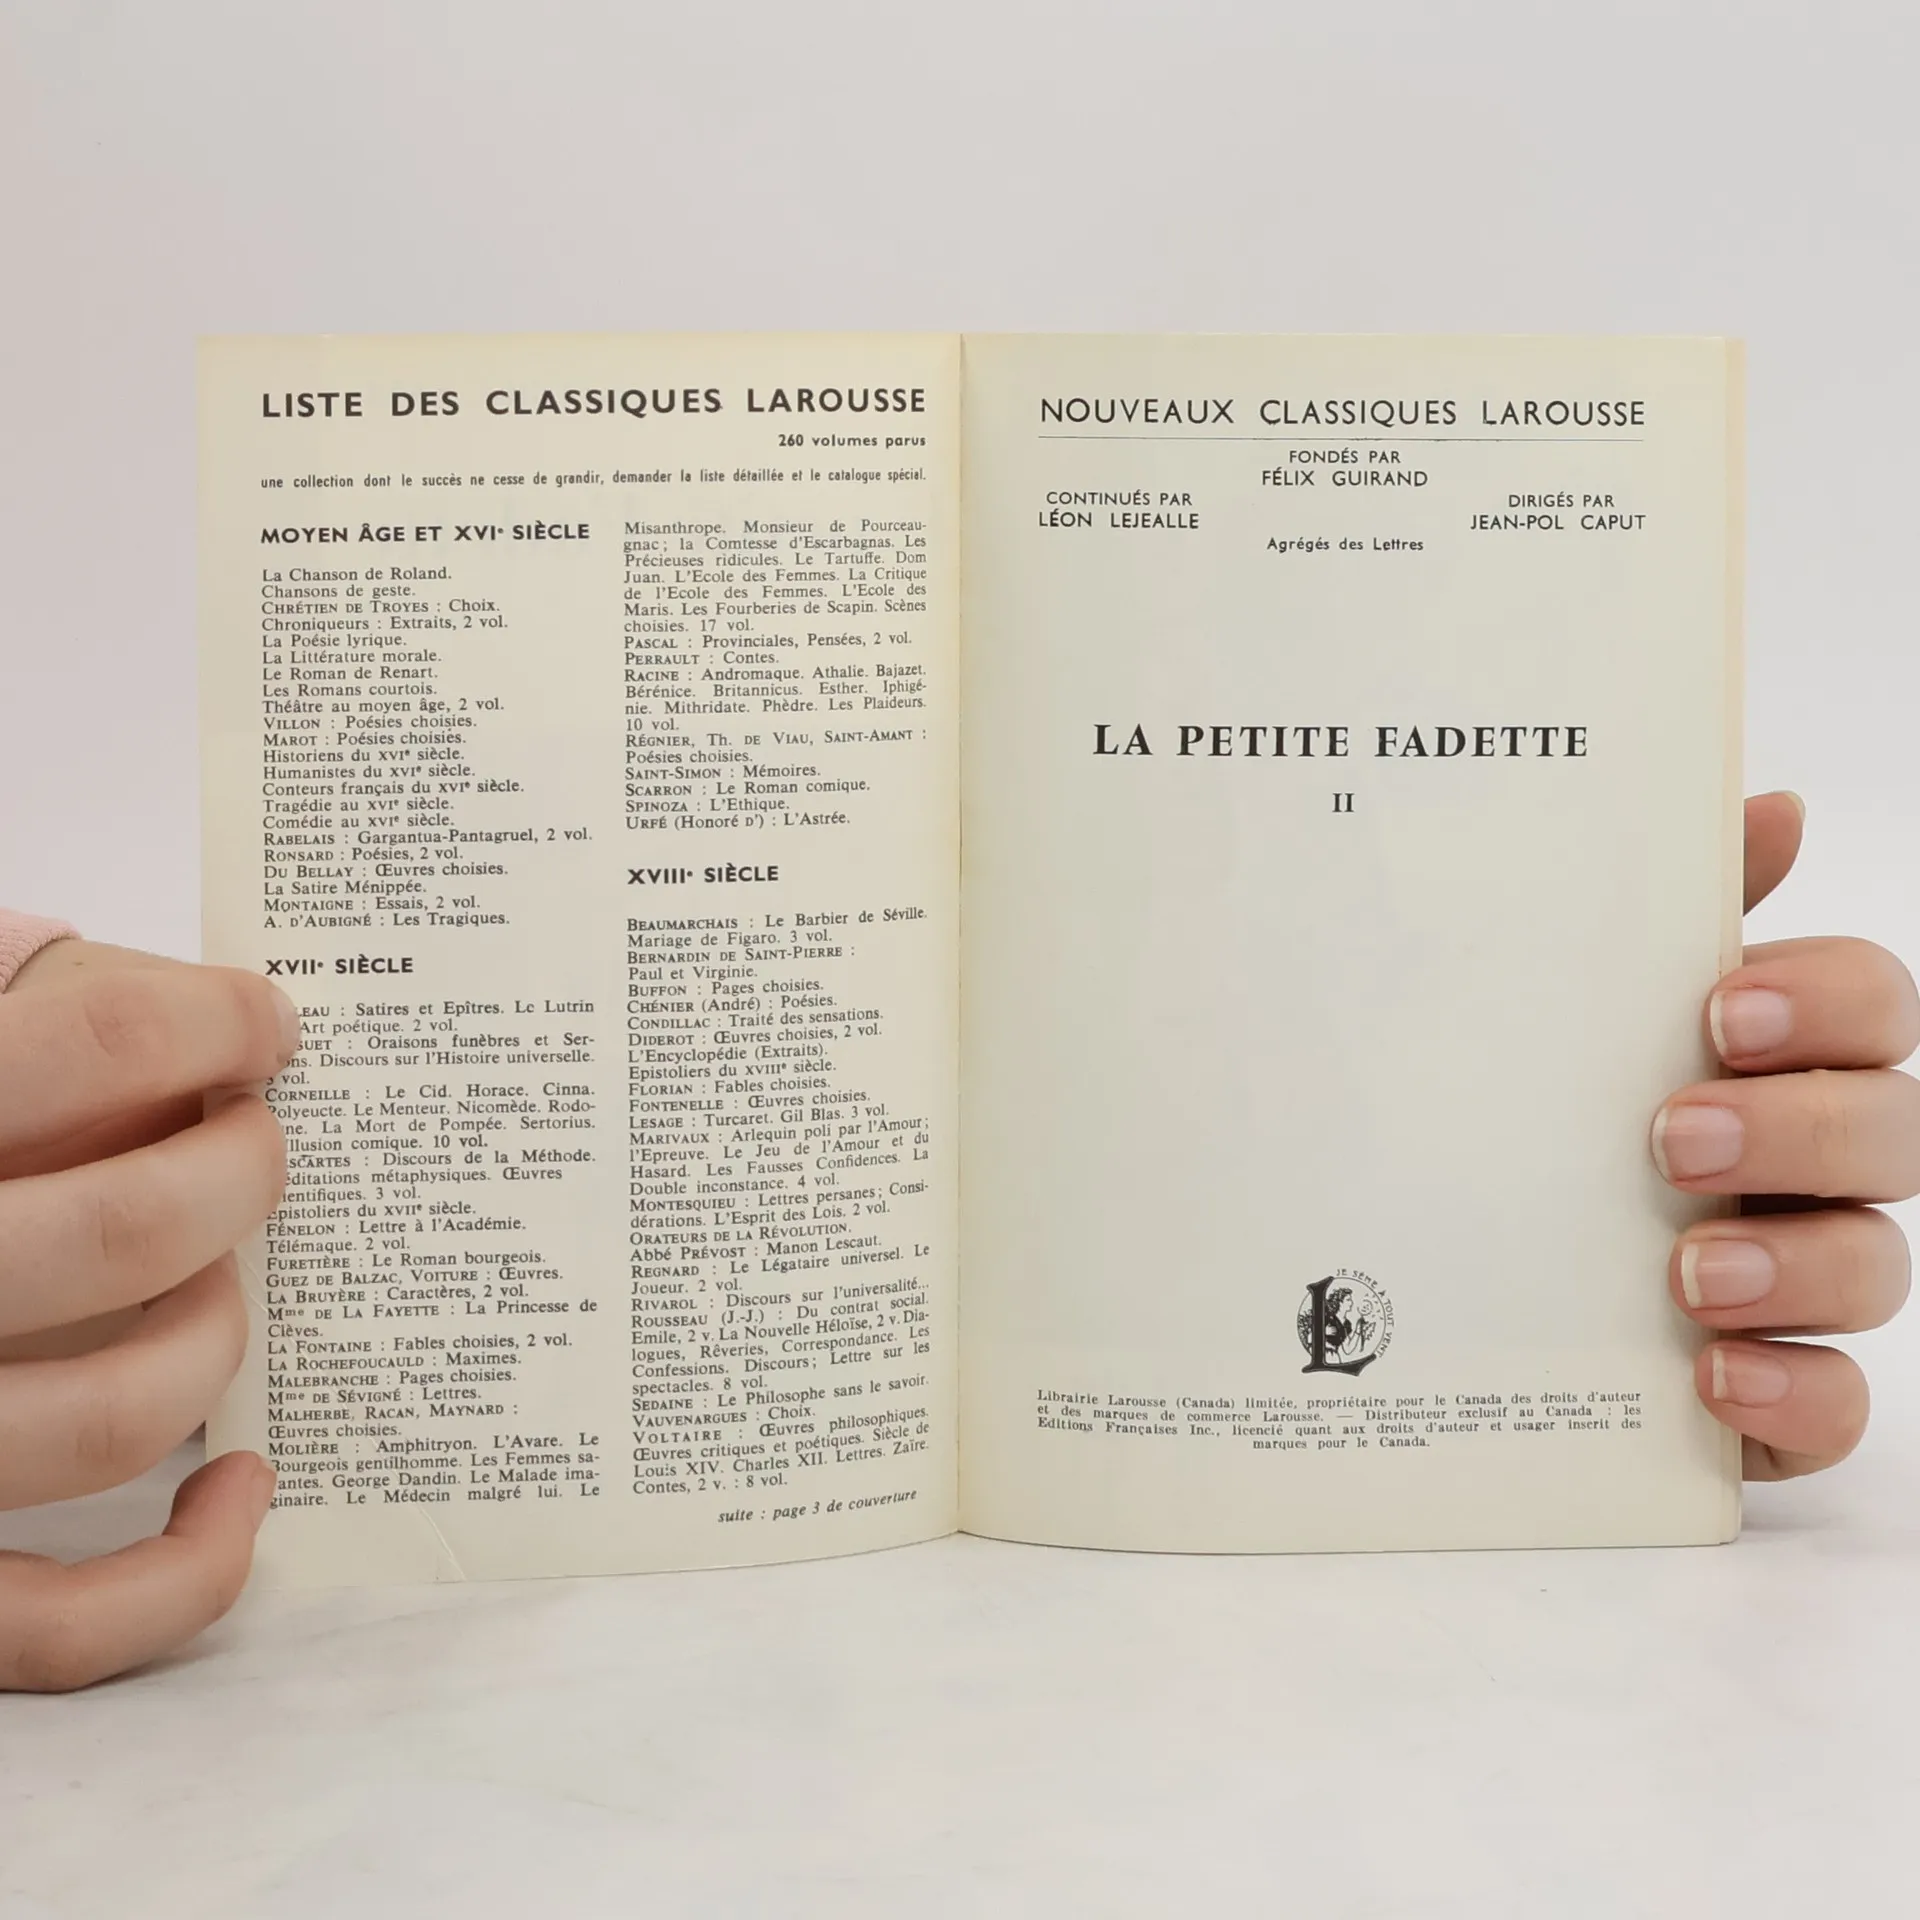 LISTE DES CLASSIQUES LAROUSSE
260 volumes parus
une collection dont le succès ne cesse de grandir, demander la liste détaillée et le catalogue spécial.
MOYEN ÂGE ET XVIe SIÈCLE
La Chanson de Roland.
Chansons de geste.
CHRÉTIEN DE TROYES : Choix.
Chroniqueurs : Extraits, 2 vol.
La Poésie lyrique.
La Littérature morale.
Le Roman de Renart.
Les Romans courtois.
Théâtre au moyen âge, 2 vol.
VILLON : Poésies choisies.
MAROT : Poésies choisies.
Historiens du XVIe siècle.
Humanistes du XVIe siècle.
Conteurs français du XVIe siècle.
Tragédie au XVIe siècle.
Comédie au XVIe siècle.
RABELAIS : Gargantua-Pantagruel, 2 vol.
RONSARD : Poésies, 2 vol.
DU BELLAY : Œuvres choisies.
La Satire Ménippée.
MONTAIGNE : Essais, 2 vol.
A. D'AUBIGNÉ : Les Tragiques.
XVIIe SIÈCLE
LEAU : Satires et Epîtres. Le Lutrin
Art poétique. 2 vol.
SUET : Oraisons funèbres et Ser-
ons. Discours sur l'Histoire universelle.
3 vol.
CORNEILLE : Le Cid. Horace. Cinna.
Polyeucte. Le Menteur. Nicomède. Rodo-
ne. La Mort de Pompée. Sertorius.
Illusion comique. 10 vol.
SCARTES : Discours de la Méthode.
éditations métaphysiques. Œuvres
ientifiques. 3 vol.
Epistoliers du XVIIe siècle.
FÉNELON : Lettre à l'Académie.
Télémaque. 2 vol.
FURETIÈRE : Le Roman bourgeois.
GUEZ DE BALZAC, VOITURE : Œuvres.
LA BRUYÈRE : Caractères, 2 vol.
Mme DE LA FAYETTE : La Princesse de
Clèves.
LA FONTAINE : Fables choisies, 2 vol.
LA ROCHEFOUCAULD : Maximes.
MALEBRANCHE : Pages choisies.
Mme DE SÉVIGNÉ : Lettres.
MALHERBE, RACAN, MAYNARD :
Œuvres choisies.
MOLIÈRE : Amphitryon. L'Avare. Le
Bourgeois gentilhomme. Les Femmes sa-
vantes. George Dandin. Le Malade ima-
ginaire. Le Médecin malgré lui. Le
Misanthrope. Monsieur de Pourceau-
gnac ; la Comtesse d'Escarbagnas. Les
Précieuses ridicules. Le Tartuffe. Dom
Juan. L'Ecole des Femmes. La Critique
de l'Ecole des Femmes. L'Ecole des
Maris. Les Fourberies de Scapin. Scènes
choisies. 17 vol.
PASCAL : Provinciales, Pensées, 2 vol.
PERRAULT : Contes.
RACINE : Andromaque. Athalie. Bajazet.
Bérénice. Britannicus. Esther. Iphigé-
nie. Mithridate. Phèdre. Les Plaideurs.
10 vol.
RÉGNIER, Th. DE VIAU, SAINT-AMANT :
Poésies choisies.
SAINT-SIMON : Mémoires.
SCARRON : Le Roman comique.
SPINOZA : L'Ethique.
URFÉ (Honoré D') : L'Astrée.
XVIIIe SIÈCLE
BEAUMARCHAIS : Le Barbier de Séville.
Mariage de Figaro. 3 vol.
BERNARDIN DE SAINT-PIERRE :
Paul et Virginie.
BUFFON : Pages choisies.
CHÉNIER (André) : Poésies.
CONDILLAC : Traité des sensations.
DIDEROT : Œuvres choisies, 2 vol.
L'Encyclopédie (Extraits).
Epistoliers du XVIIIe siècle.
FLORIAN : Fables choisies.
FONTENELLE : Œuvres choisies.
LESAGE : Turcaret. Gil Blas. 3 vol.
MARIVAUX : Arlequin poli par l'Amour ;
l'Epreuve. Le Jeu de l'Amour et du
Hasard. Les Fausses Confidences. La
Double inconstance. 4 vol.
MONTESQUIEU : Lettres persanes ; Consi-
dérations. L'Esprit des Lois. 2 vol.
ORATEURS DE LA RÉVOLUTION.
Abbé PRÉVOST : Manon Lescaut.
REGNARD : Le Légataire universel. Le
Joueur. 2 vol.
RIVAROL : Discours sur l'universalité...
ROUSSEAU (J.-J.) : Du contrat social.
Emile, 2 v. La Nouvelle Héloïse, 2 v. Dia-
logues, Rêveries, Correspondance. Les
Confessions. Discours ; Lettre sur les
spectacles. 8 vol.
SEDAINE : Le Philosophe sans le savoir.
VAUVENARGUES : Choix.
VOLTAIRE : Œuvres philosophiques.
Œuvres critiques et poétiques. Siècle de
Louis XIV. Charles XII. Lettres. Zaïre.
Contes, 2 v. : 8 vol.
suite : page 3 de couverture
NOUVEAUX CLASSIQUES LAROUSSE
FONDÉS PAR
FÉLIX GUIRAND
CONTINUÉS PAR
LÉON LEJEALLE
DIRIGÉS PAR
JEAN-POL CAPUT
Agrégés des Lettres
LA PETITE FADETTE
II
JE SÈME A TOUT VENT
Librairie Larousse (Canada) limitée, propriétaire pour le Canada des droits d'auteur
et des marques de commerce Larousse. — Distributeur exclusif au Canada : les
Editions Françaises Inc., licencié quant aux droits d'auteur et usager inscrit des
marques pour le Canada.